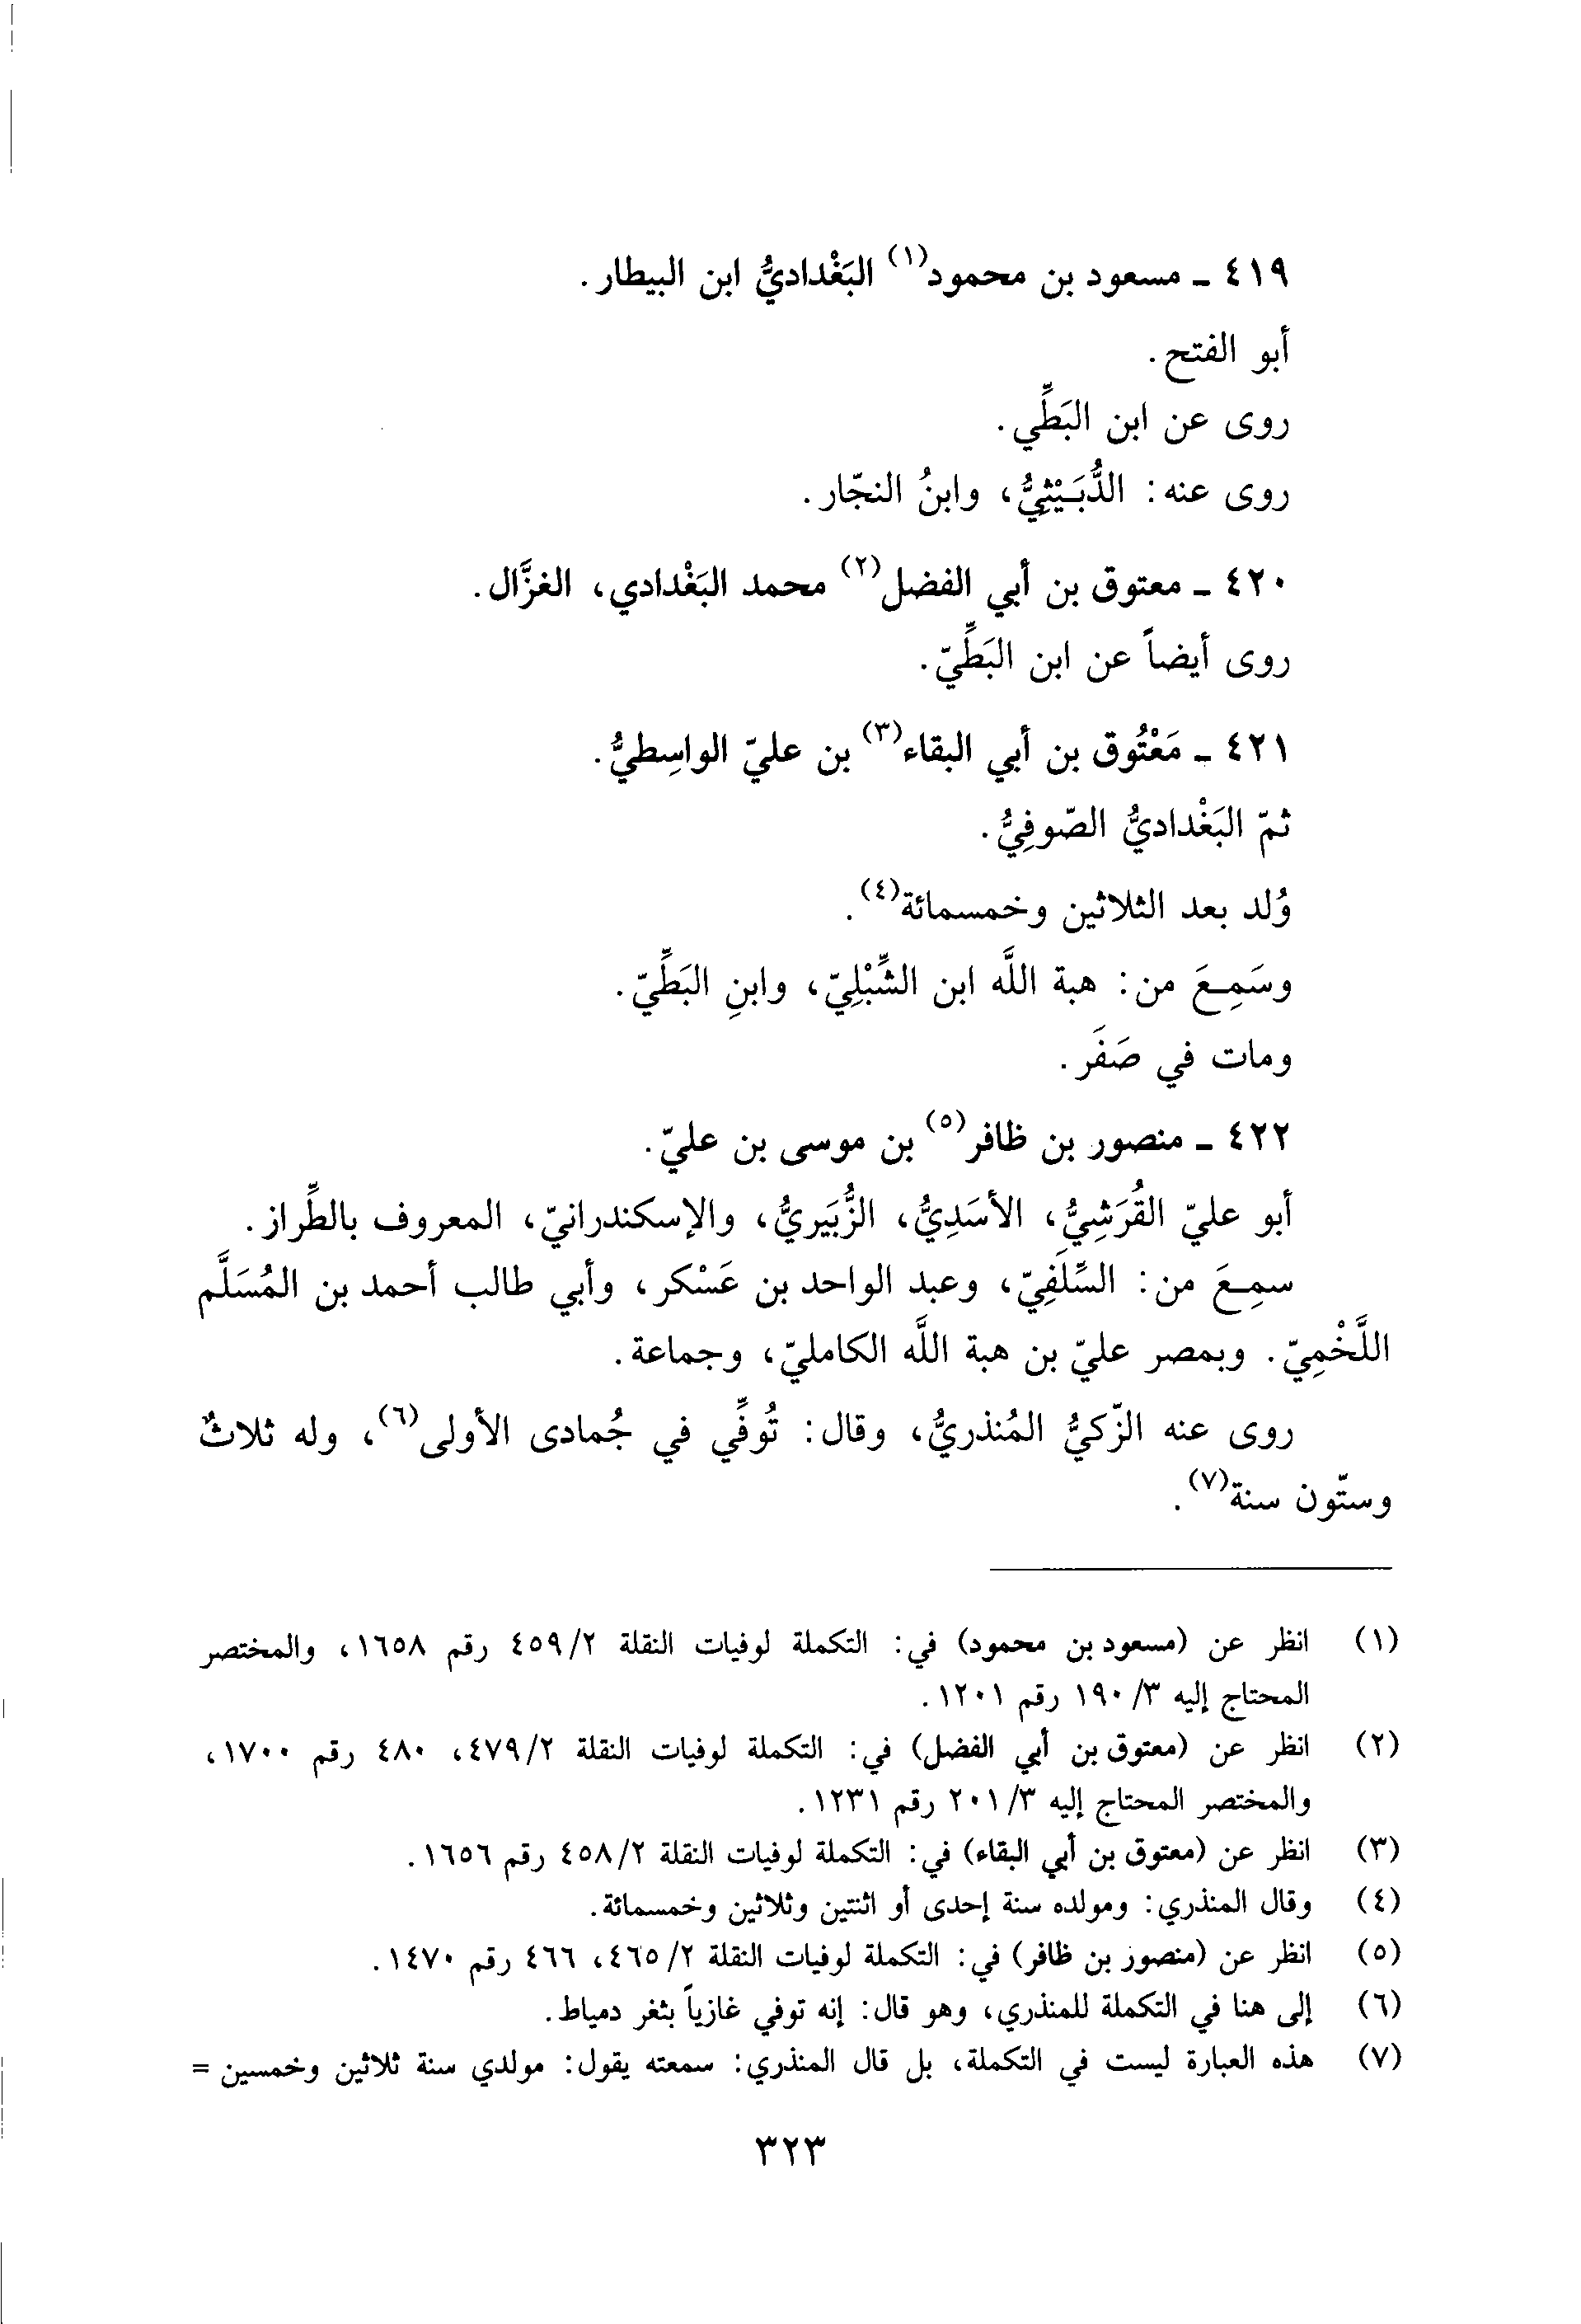 ٤١٩ ـ مسعود بن محمود(١) البَغْداديُّ ابن البيطار.
أبو الفتح.
روى عن ابن البَطِّي.
روى عنه: الدُّبَـيْثِيُّ، وابنُ النجّار.
٤٢٠ ـ معتوق بن أبي الفضل(٢) محمد البَغْدادي، الغزَّال.
روى أيضاً عن ابن البَطِّيّ.
٤٢١ ـ مَعْتُوق بن أبي البقاء(٣) بن عليّ الواسِطيُّ.
ثمّ البَغْداديُّ الصّوفِيُّ.
وُلد بعد الثلاثين وخمسمائة(٤).
وسَمِـعَ من: هبة اللَّه ابن الشِّبْلِيّ، وابنِ البَطِّيّ.
ومات في صَفَر.
٤٢٢ ـ منصور بن ظافر(٥) بن موسى بن عليّ.
أبو عليّ القُرَشِيُّ، الأسَدِيُّ، الزُّبَيريُّ، والإسكندرانيّ، المعروف بالطِّراز.
سمِـعَ من: السِّلَفِيّ، وعبد الواحد بن عَسْكر، وأبي طالب أحمد بن المُسَلَّم
اللَّخْمِيّ. وبمصر عليّ بن هبة اللَّه الكامليّ، وجماعة.
روى عنه الزّكيُّ المُنذريُّ، وقال: تُوفِّي في جُمادى الأولى(٦)، وله ثلاثٌ
وستّون سنة(٧).
(١) انظر عن (مسعود بن محمود) في: التكملة لوفيات النقلة ٢/ ٤٥٩ رقم ١٦٥٨، والمختصر
المحتاج إليه ٣/ ١٩٠ رقم ١٢٠١.
(٢) انظر عن (معتوق بن أبي الفضل) في: التكملة لوفيات النقلة ٢/ ٤٧٩، ٤٨٠ رقم ١٧٠٠،
والمختصر المحتاج إليه ٣/ ٢٠١ رقم ١٢٣١.
(٣) انظر عن (معتوق بن أبي البقاء) في: التكملة لوفيات النقلة ٢/ ٤٥٨ رقم ١٦٥٦.
(٤) وقال المنذري: ومولده سنة إحدى أو اثنتين وثلاثين وخمسمائة.
(٥) انظر عن (منصور بن ظافر) في: التكملة لوفيات النقلة ٢/ ٤٦٥، ٤٦٦ رقم ١٤٧٠.
(٦) إلى هنا في التكملة للمنذري، وهو قال: إنه توفي غازياً بثغر دمياط.
(٧) هذه العبارة ليست في التكملة، بل قال المنذري: سمعته يقول: مولدي سنة ثلاثين وخمسين =
٣٢٣